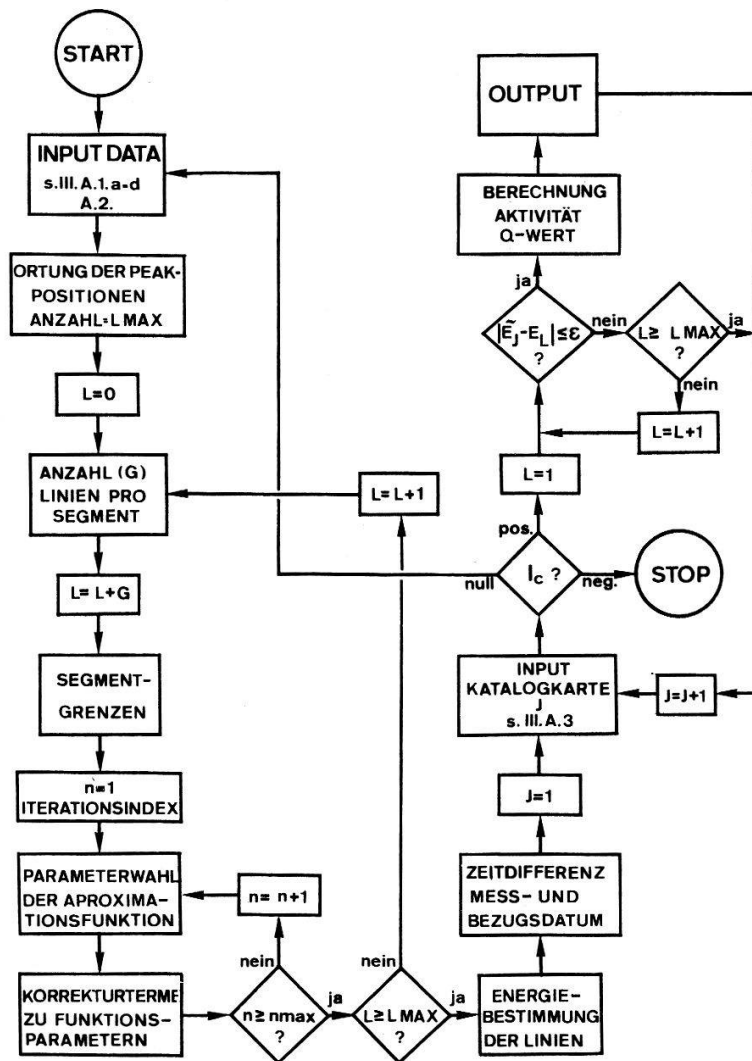 START
INPUT DATA
s.III.A.1.a-d
A.2.
ORTUNG DER PEAK-
POSITIONEN
ANZAHL=LMAX
L=0
ANZAHL (G)
LINIEN PRO
SEGMENT
L=L+G
SEGMENT-
GRENZEN
n=1
ITERATIONSINDEX
PARAMETERWAHL
DER APROXIMA-
TIONSFUNKTION
n=n+1
KORREKTURTERME
ZU FUNKTIONS-
PARAMETERN
nein
n≥nmax
?
ja
L=L+1
nein
L≥LMAX
?
ja
ENERGIE-
BESTIMMUNG
DER LINIEN
ZEITDIFFERENZ
MESS- UND
BEZUGSDATUM
J=1
INPUT
KATALOGKARTE
J
s.III.A.3
J=J+1
null
I_c ?
neg.
STOP
pos.
L=1
|Ẽ_J-E_L|≤ε
?
nein
L≥ LMAX
?
ja
nein
L=L+1
ja
BERECHNUNG
AKTIVITÄT
Q-WERT
OUTPUT